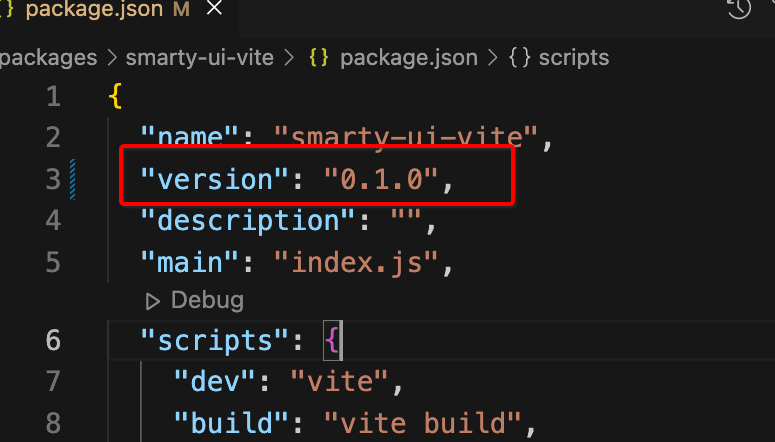 {} package.json M ×
packages > smarty-ui-vite > {} package.json > {} scripts
1 {
2 "name": "smarty-ui-vite",
3 "version": "0.1.0",
4 "description": "",
5 "main": "index.js",
Debug
6 "scripts": {
7 "dev": "vite",
8 "build": "vite build",